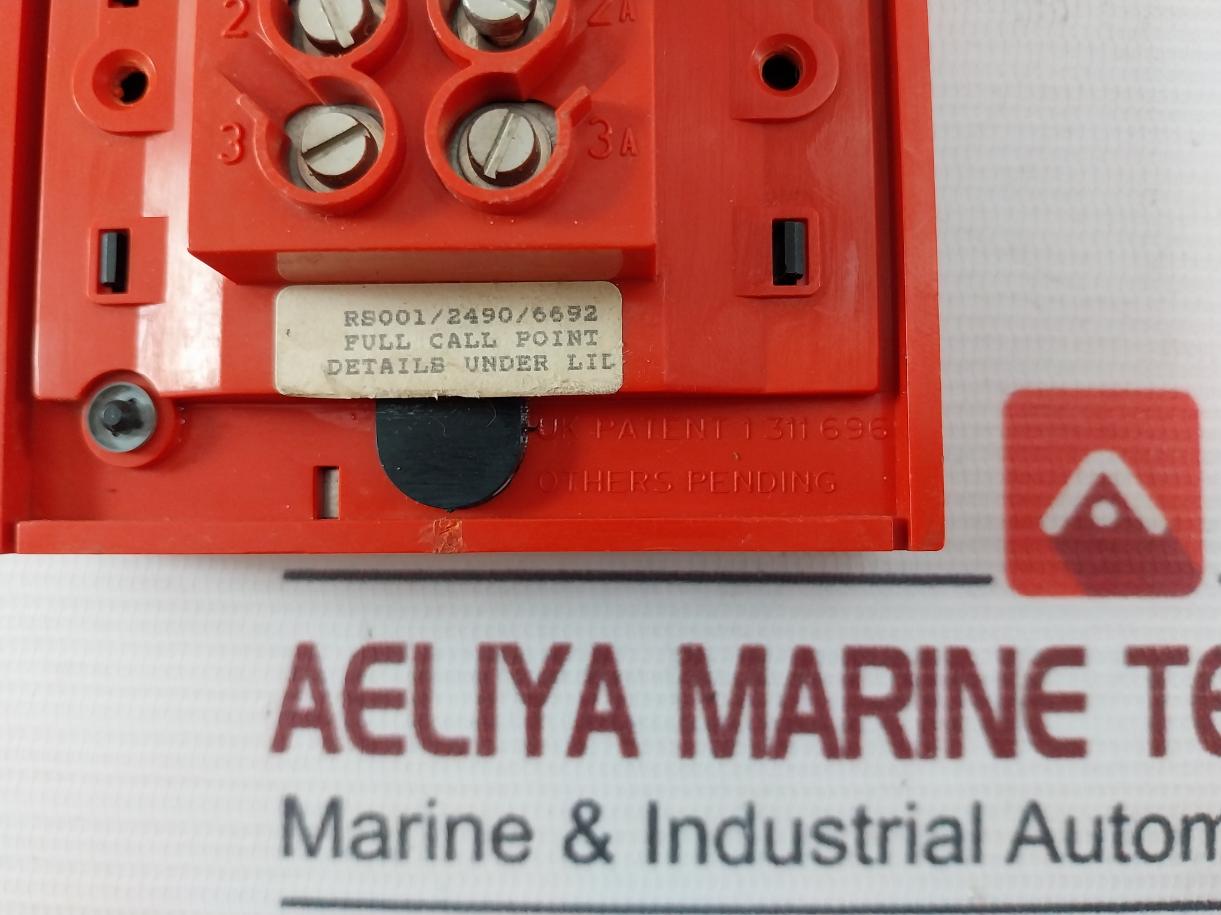 2 2A
3 3A
RS001/2490/6692
FULL CALL POINT
DETAILS UNDER LIL
UK PATENT 1 311 696
OTHERS PENDING
AELIYA MARINE TE
Marine & Industrial Autom